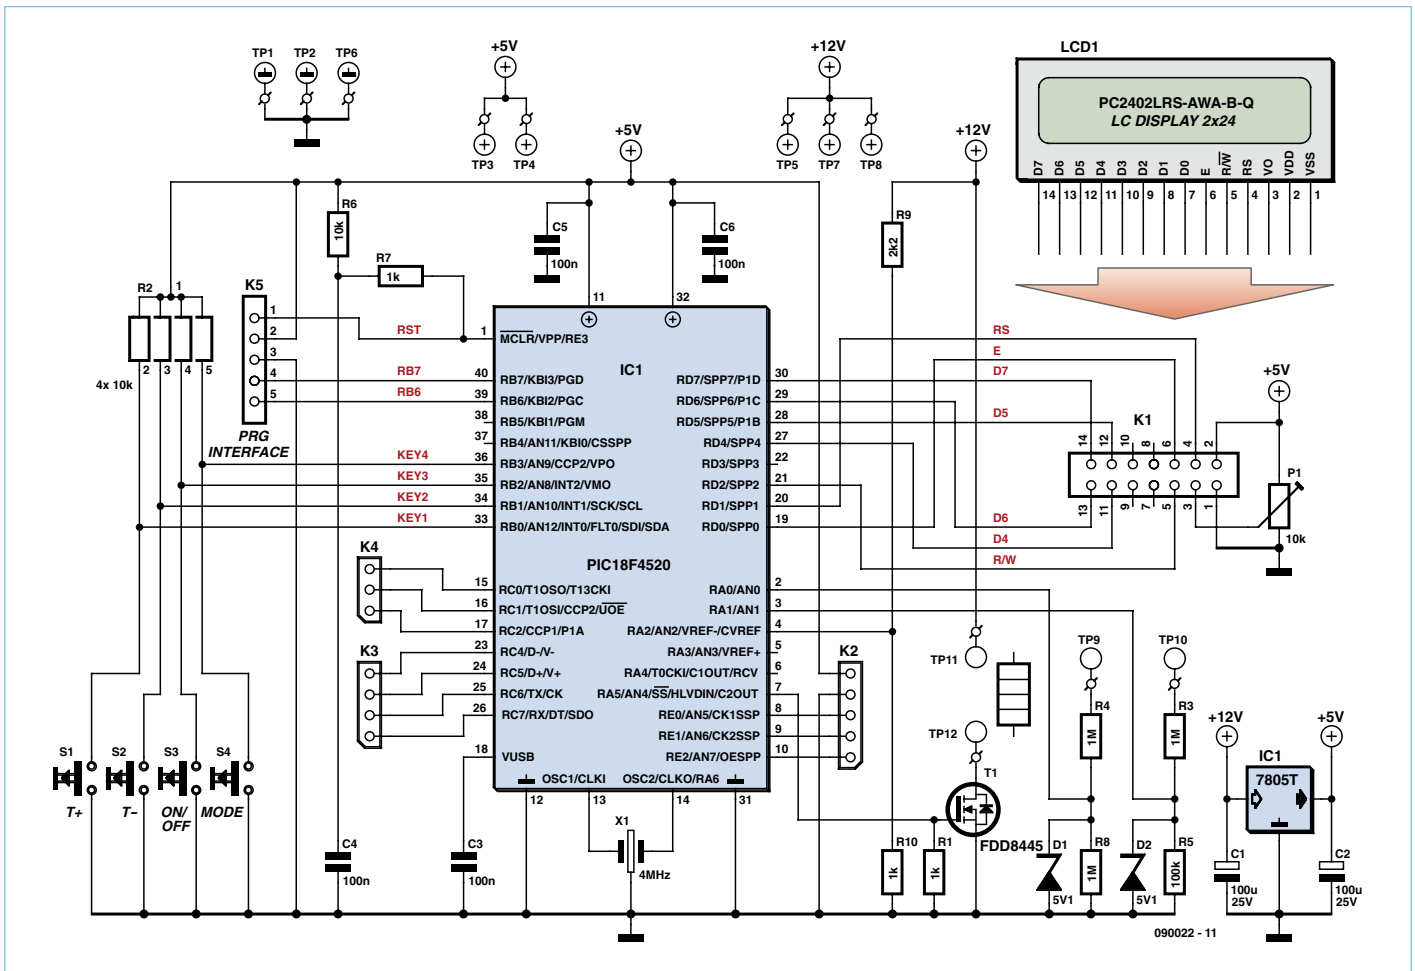 TP1 TP2 TP6
+5V
TP3 TP4
+12V
TP5 TP7 TP8
+5V
+12V
LCD1
PC2402LRS-AWA-B-Q
LC DISPLAY 2x24
D7 D6 D5 D4 D3 D2 D1 D0 E R/W RS VO VDD VSS
14 13 12 11 10 9 8 7 6 5 4 3 2 1
R6
10k
R7
1k
C5
100n
C6
100n
R9
2k2
R2
1
2 3 4 5
4x 10k
K5
1
2
3
4
5
PRG
INTERFACE
RST
RB7
RB6
KEY4
KEY3
KEY2
KEY1
11 32
IC1
PIC18F4520
1 MCLR/VPP/RE3
40 RB7/KBI3/PGD
39 RB6/KBI2/PGC
38 RB5/KBI1/PGM
37 RB4/AN11/KBI0/CSSPP
36 RB3/AN9/CCP2/VPO
35 RB2/AN8/INT2/VMO
34 RB1/AN10/INT1/SCK/SCL
33 RB0/AN12/INT0/FLT0/SDI/SDA
15 RC0/T1OSO/T13CKI
16 RC1/T1OSI/CCP2/UOE
17 RC2/CCP1/P1A
23 RC4/D-/V-
24 RC5/D+/V+
25 RC6/TX/CK
26 RC7/RX/DT/SDO
18 VUSB
OSC1/CLKI OSC2/CLKO/RA6
12 13 14 31
RD7/SPP7/P1D 30
RD6/SPP6/P1C 29
RD5/SPP5/P1B 28
RD4/SPP4 27
RD3/SPP3 22
RD2/SPP2 21
RD1/SPP1 20
RD0/SPP0 19
RA0/AN0 2
RA1/AN1 3
RA2/AN2/VREF-/CVREF 4
RA3/AN3/VREF+ 5
RA4/T0CKI/C1OUT/RCV 6
RA5/AN4/SS/HLVDIN/C2OUT 7
RE0/AN5/CK1SSP 8
RE1/AN6/CK2SSP 9
RE2/AN7/OESPP 10
RS
E
D7
D5
D6
D4
R/W
K1
14 12 10 8 6 4 2
13 11 9 7 5 3 1
+5V
P1
10k
K4
K3
K2
TP11
TP12
T1
FDD8445
TP9
TP10
R4
1M
R3
1M
D1
5V1
R8
1M
D2
5V1
R5
100k
R10
1k
R1
1k
+12V
+5V
IC1
7805T
C1
100u
25V
C2
100u
25V
S1
T+
S2
T–
S3
ON/
OFF
S4
MODE
C4
100n
C3
100n
X1
4MHz
090022 - 11